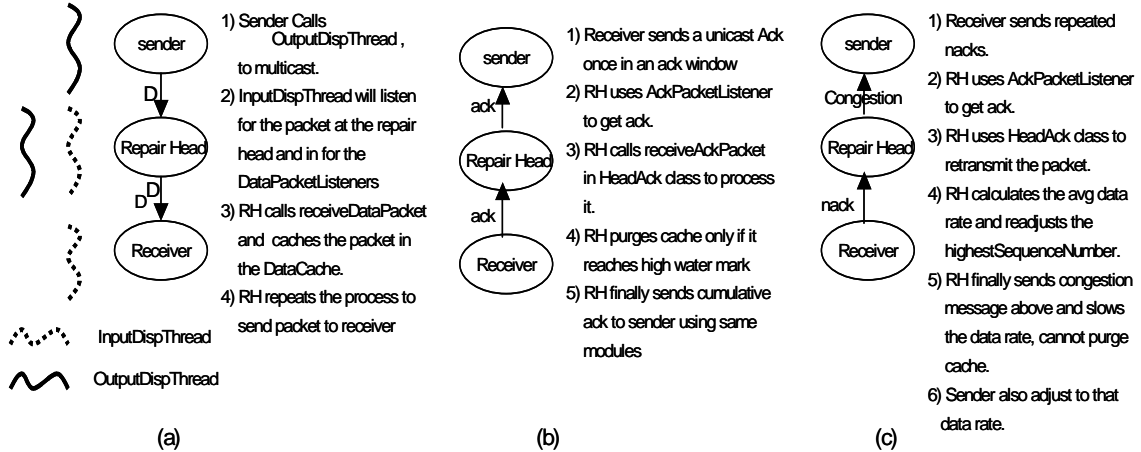 sender
D
Repair Head
D
D
Receiver
InputDispThread
OutputDispThread
1) Sender Calls
OutputDispThread ,
to multicast.
2) InputDispThread will listen
for the packet at the repair
head and in for the
DataPacketListeners
3) RH calls receiveDataPacket
and caches the packet in
the DataCache.
4) RH repeats the process to
send packet to receiver
(a)
sender
ack
Repair Head
ack
Receiver
1) Receiver sends a unicast Ack
once in an ack window
2) RH uses AckPacketListener
to get ack.
3) RH calls receiveAckPacket
in HeadAck class to process
it.
4) RH purges cache only if it
reaches high water mark
5) RH finally sends cumulative
ack to sender using same
modules
(b)
sender
Congestion
Repair Head
nack
Receiver
1) Receiver sends repeated
nacks.
2) RH uses AckPacketListener
to get ack.
3) RH uses HeadAck class to
retransmit the packet.
4) RH calculates the avg data
rate and readjusts the
highestSequenceNumber.
5) RH finally sends congestion
message above and slows
the data rate, cannot purge
cache.
6) Sender also adjust to that
data rate.
(c)